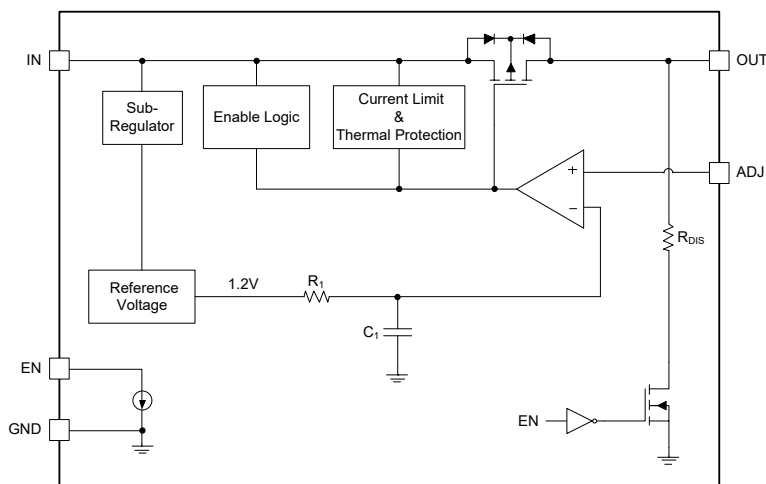 IN
OUT
Sub-
Regulator
Enable Logic
Current Limit
&
Thermal Protection
+
−
ADJ
RDIS
Reference
Voltage
1.2V
R1
C1
EN
GND
EN